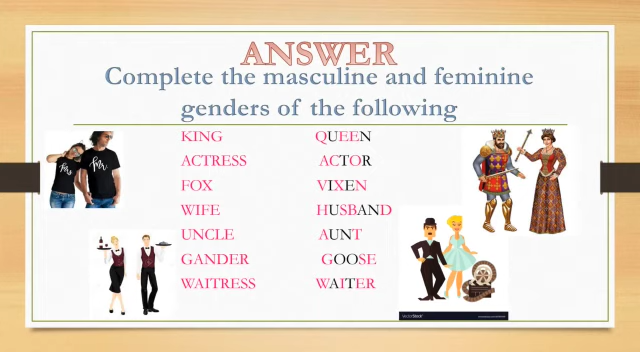 ANSWER
Complete the masculine and feminine
genders of the following
KING QUEEN
ACTRESS ACTOR
FOX VIXEN
WIFE HUSBAND
UNCLE AUNT
GANDER GOOSE
WAITRESS WAITER
VectorStock